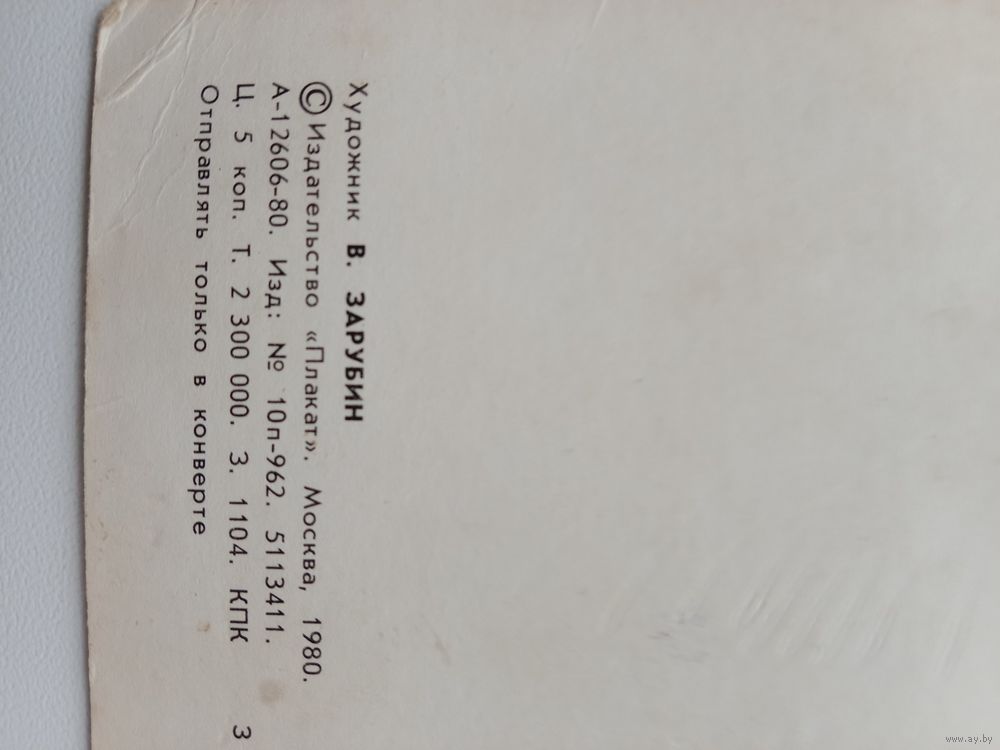 Художник В. ЗАРУБИН
© Издательство «Плакат». Москва, 1980.
А-12606-80. Изд: № 10п-962. 5113411.
Ц. 5 коп. Т. 2 300 000. З. 1104. КПК 3
Отправлять только в конверте
www.ay.by